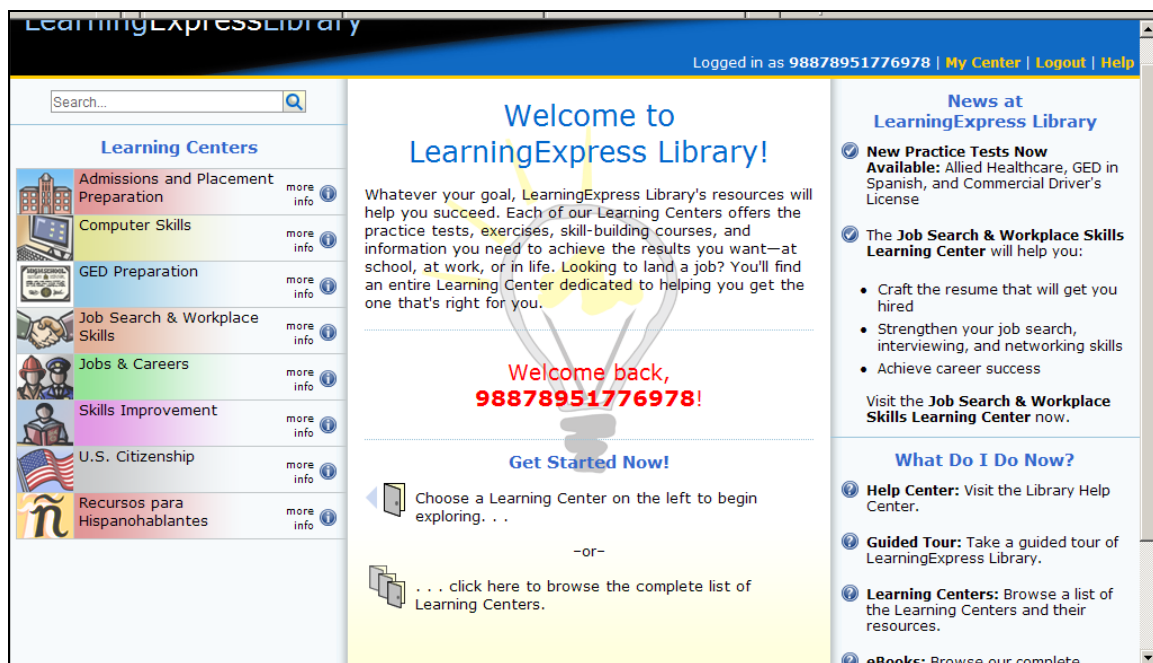 LearningExpressLibrary
Logged in as 98878951776978 | My Center | Logout | Help
Search...
Learning Centers
Admissions and Placement
Preparation
more
info
Computer Skills
more
info
GED Preparation
more
info
Job Search & Workplace
Skills
more
info
Jobs & Careers
more
info
Skills Improvement
more
info
U.S. Citizenship
more
info
Recursos para
Hispanohablantes
more
info
Welcome to
LearningExpress Library!
Whatever your goal, LearningExpress Library's resources will
help you succeed. Each of our Learning Centers offers the
practice tests, exercises, skill-building courses, and
information you need to achieve the results you want—at
school, at work, or in life. Looking to land a job? You'll find
an entire Learning Center dedicated to helping you get the
one that's right for you.
Welcome back,
98878951776978!
Get Started Now!
Choose a Learning Center on the left to begin
exploring. . .
–or–
. . . click here to browse the complete list of
Learning Centers.
News at
LearningExpress Library
New Practice Tests Now
Available: Allied Healthcare, GED in
Spanish, and Commercial Driver's
License
The Job Search & Workplace Skills
Learning Center will help you:
• Craft the resume that will get you
hired
• Strengthen your job search,
interviewing, and networking skills
• Achieve career success
Visit the Job Search & Workplace
Skills Learning Center now.
What Do I Do Now?
Help Center: Visit the Library Help
Center.
Guided Tour: Take a guided tour of
LearningExpress Library.
Learning Centers: Browse a list of
the Learning Centers and their
resources.
eBooks: Browse our complete